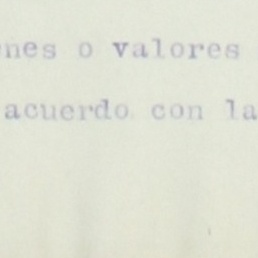 nes o valores
acuerdo con la